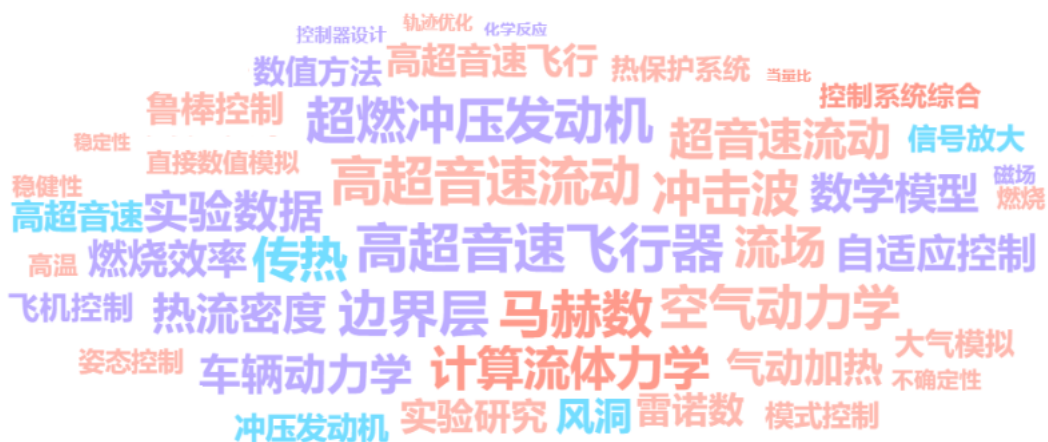 控制器设计
轨迹优化
化学反应
数值方法
高超音速飞行
热保护系统
当量比
控制系统综合
鲁棒控制
超燃冲压发动机
超音速流动
信号放大
稳定性
直接数值模拟
高超音速流动
冲击波
数学模型
磁场
燃烧
稳健性
高超音速
实验数据
高温
燃烧效率
传热
高超音速飞行器
流场
自适应控制
飞机控制
热流密度
边界层
马赫数
空气动力学
姿态控制
车辆动力学
计算流体力学
气动加热
大气模拟
不确定性
冲压发动机
实验研究
风洞
雷诺数
模式控制